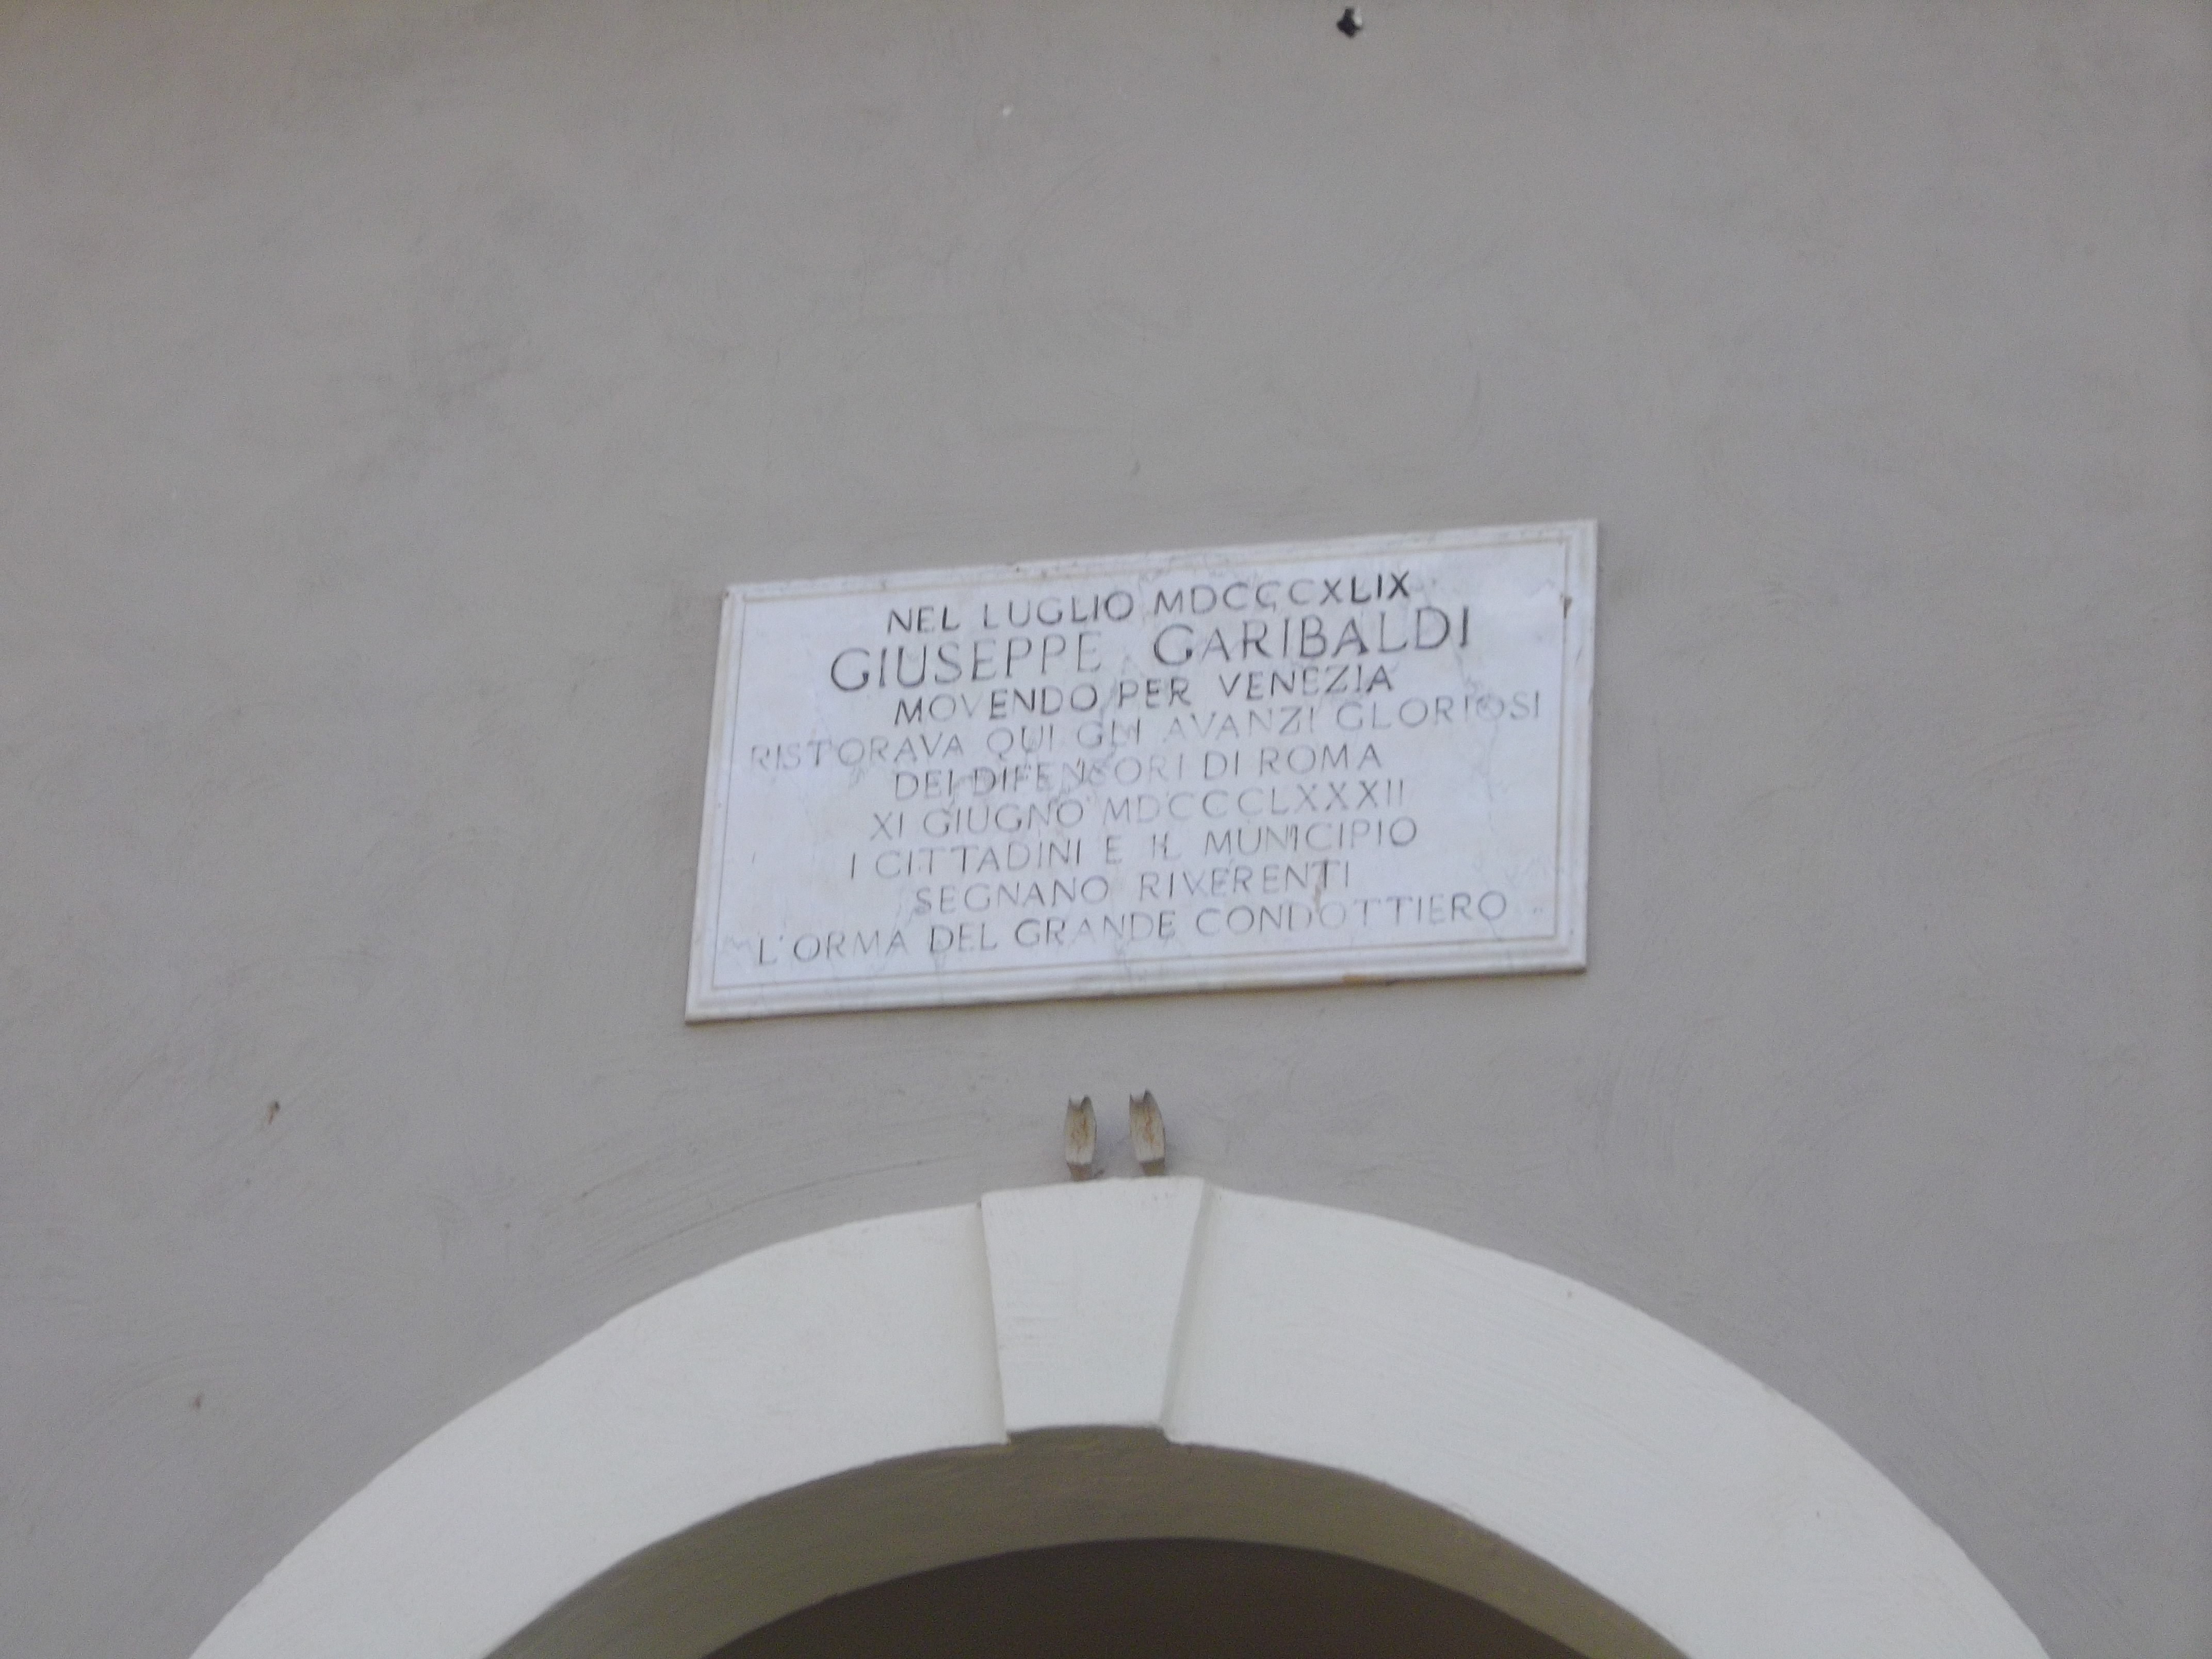 NEL LUGLIO MDCCCXLIX
GIUSEPPE GARIBALDI
MOVENDO PER VENEZIA
RISTORAVA QUI GLI AVANZI GLORIOSI
DEI DIFENSORI DI ROMA
XI GIUGNO MDCCCCLXXXII
I CITTADINI E IL MUNICIPIO
SEGNANO RIVERENTI
L'ORMA DEL GRANDE CONDOTTIERO